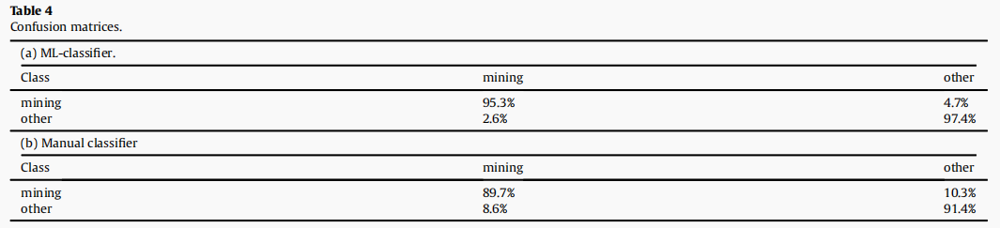 Table 4
Confusion matrices.
(a) ML-classifier.
Class mining other
mining 95.3% 4.7%
other 2.6% 97.4%
(b) Manual classifier
Class mining other
mining 89.7% 10.3%
other 8.6% 91.4%